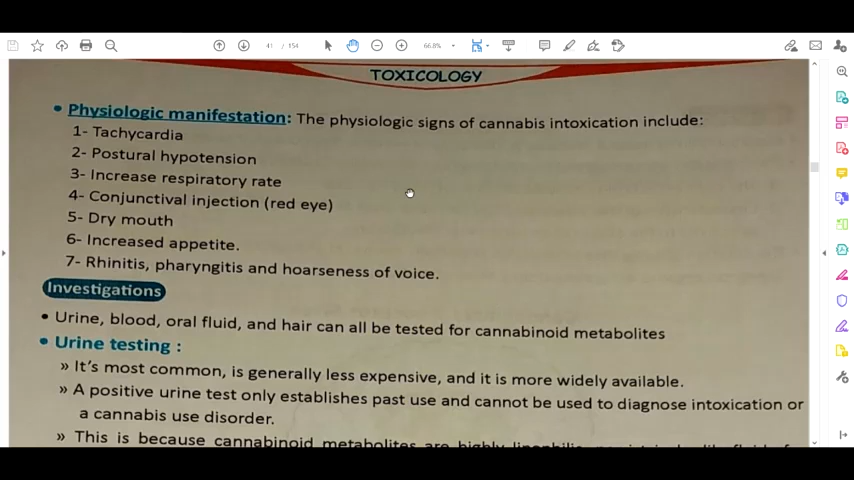 41 / 154
66.8%
TOXICOLOGY
• Physiologic manifestation: The physiologic signs of cannabis intoxication include:
1- Tachycardia
2- Postural hypotension
3- Increase respiratory rate
4- Conjunctival injection (red eye)
5- Dry mouth
6- Increased appetite.
7- Rhinitis, pharyngitis and hoarseness of voice.
Investigations
• Urine, blood, oral fluid, and hair can all be tested for cannabinoid metabolites
• Urine testing :
» It's most common, is generally less expensive, and it is more widely available.
» A positive urine test only establishes past use and cannot be used to diagnose intoxication or
a cannabis use disorder.
» This is because cannabinoid metabolites are highly